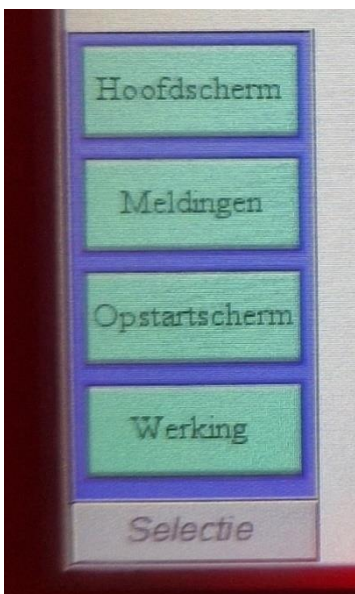 Hoofdscherm
Meldingen
Opstartscherm
Werking
Selectie